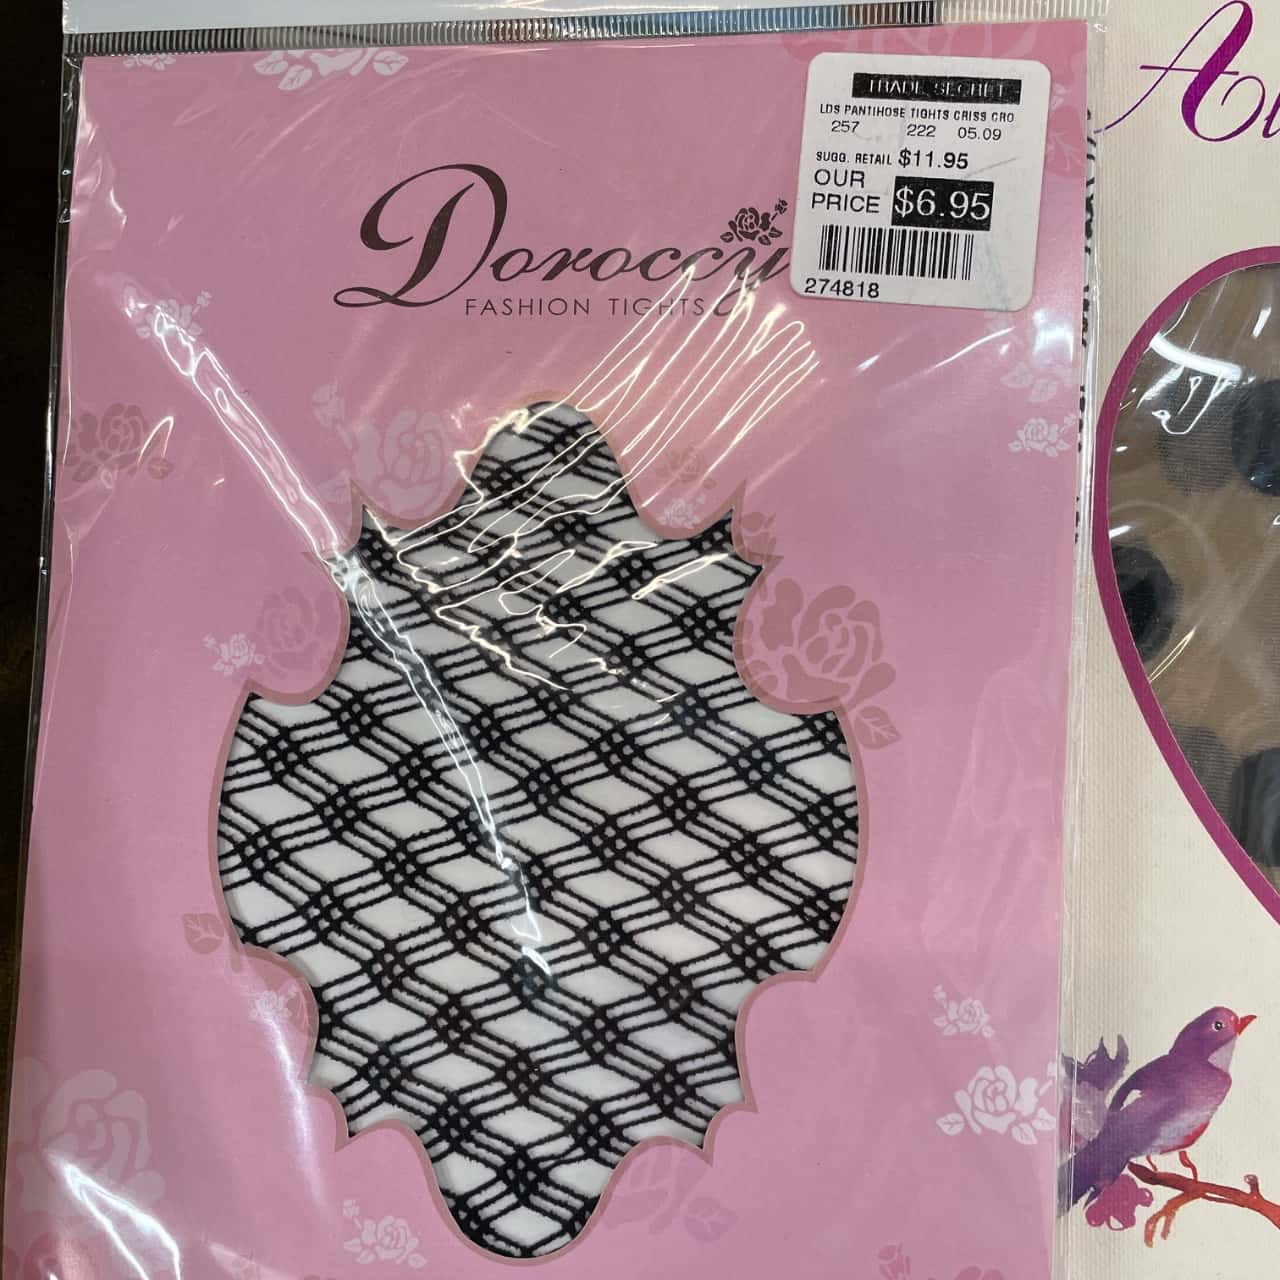 TRADE SECRET
LDS PANTIHOSE TIGHTS CRISS CRO
257 222 05.09
SUGG. RETAIL $11.95
OUR
PRICE $6.95
274818
Doroccy
FASHION TIGHTS